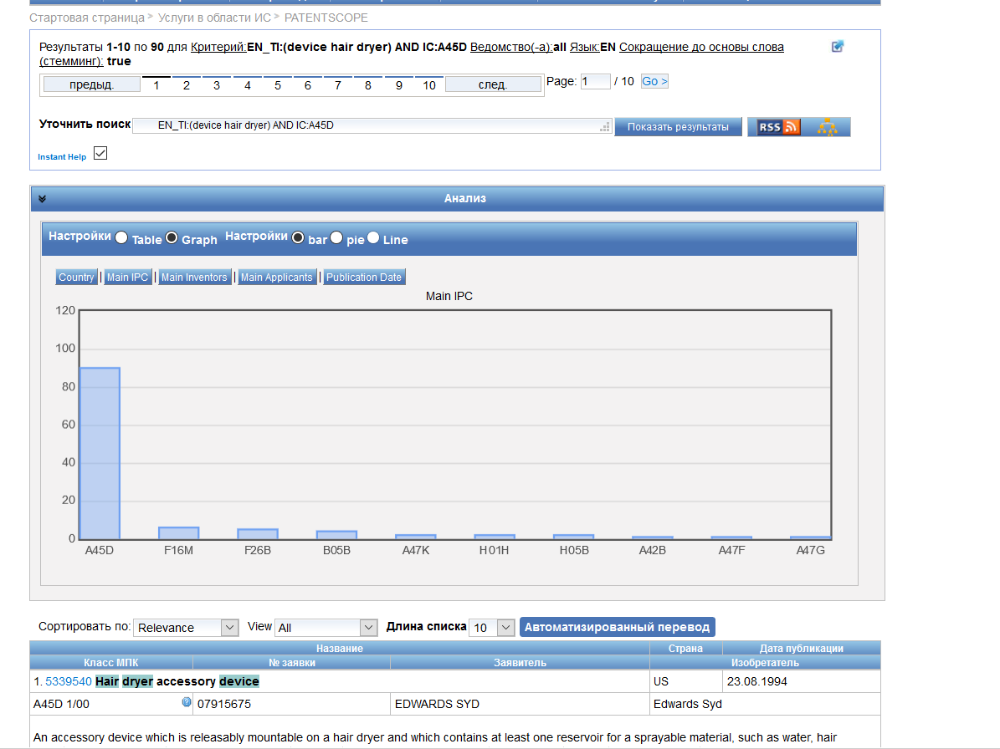 Стартовая страница > Услуги в области ИС > PATENTSCOPE
Результаты 1-10 по 90 для Критерий:EN_TI:(device hair dryer) AND IC:A45D Ведомство(-а):all Язык:EN Сокращение до основы слова
(стемминг): true
предыд. 1 2 3 4 5 6 7 8 9 10 след. Page: 1 / 10 Go >
Уточнить поиск EN_TI:(device hair dryer) AND IC:A45D Показать результаты RSS
Instant Help
Анализ
Настройки Table Graph Настройки bar pie Line
Country | Main IPC | Main Inventors | Main Applicants | Publication Date
Main IPC
120
100
80
60
40
20
0
A45D F16M F26B B05B A47K H01H H05B A42B A47F A47G
Сортировать по: Relevance View All Длина списка 10 Автоматизированный перевод
Название Страна Дата публикации
Класс МПК № заявки Заявитель Изобретатель
1. 5339540 Hair dryer accessory device US 23.08.1994
A45D 1/00 07915675 EDWARDS SYD Edwards Syd
An accessory device which is releasably mountable on a hair dryer and which contains at least one reservoir for a sprayable material, such as water, hair